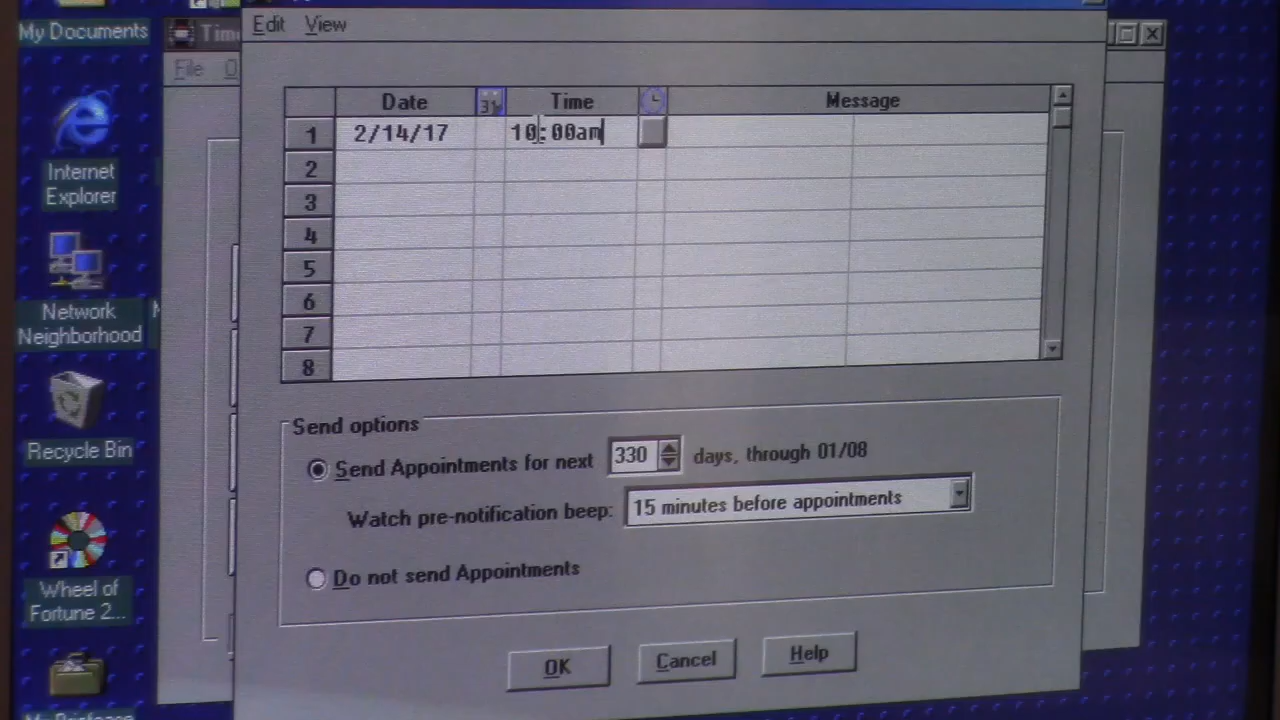 My Documents
Internet
Explorer
Network
Neighborhood
Recycle Bin
Wheel of
Fortune 2...
My Briefcase
File
Edit View
Date 31 Time Message
1 2/14/17 10:00am
2
3
4
5
6
7
8
Send options
Send Appointments for next 330 days, through 01/08
Watch pre-notification beep: 15 minutes before appointments
Do not send Appointments
OK Cancel Help